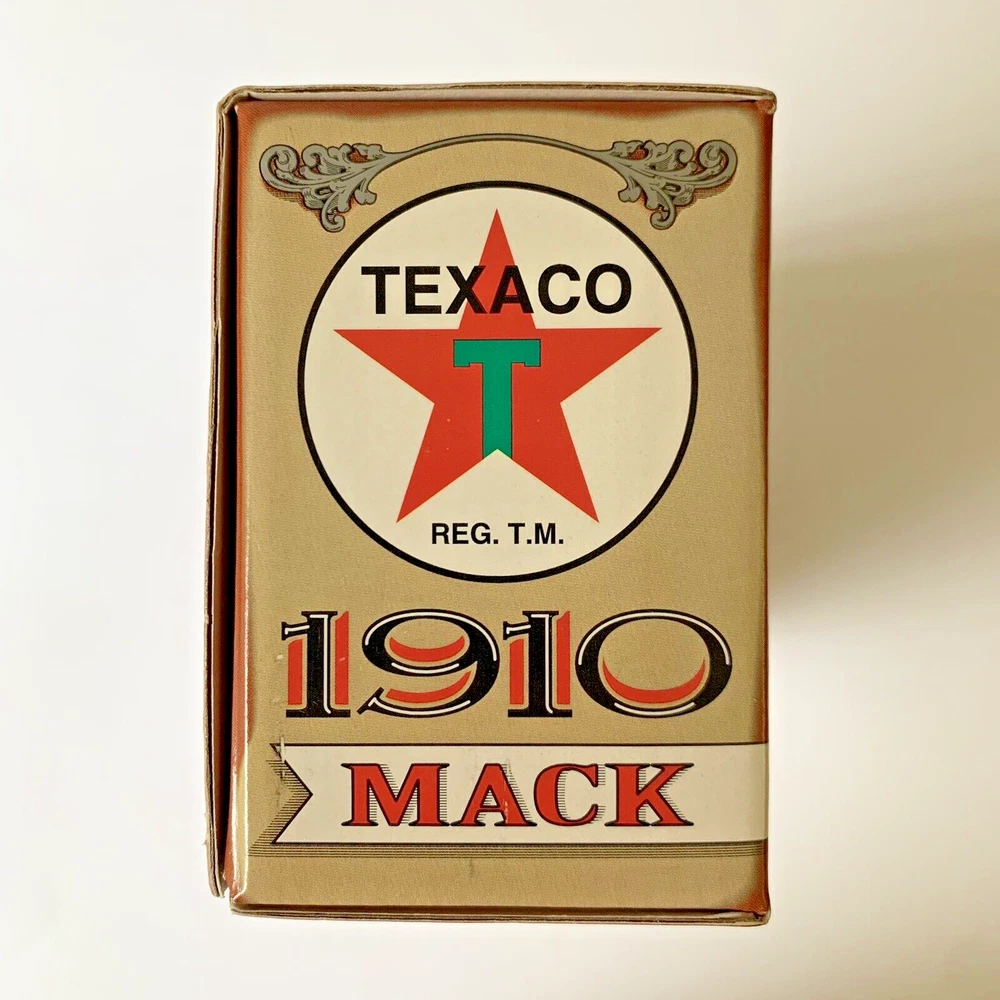 TEXACO
T
REG. T.M.
1910
MACK